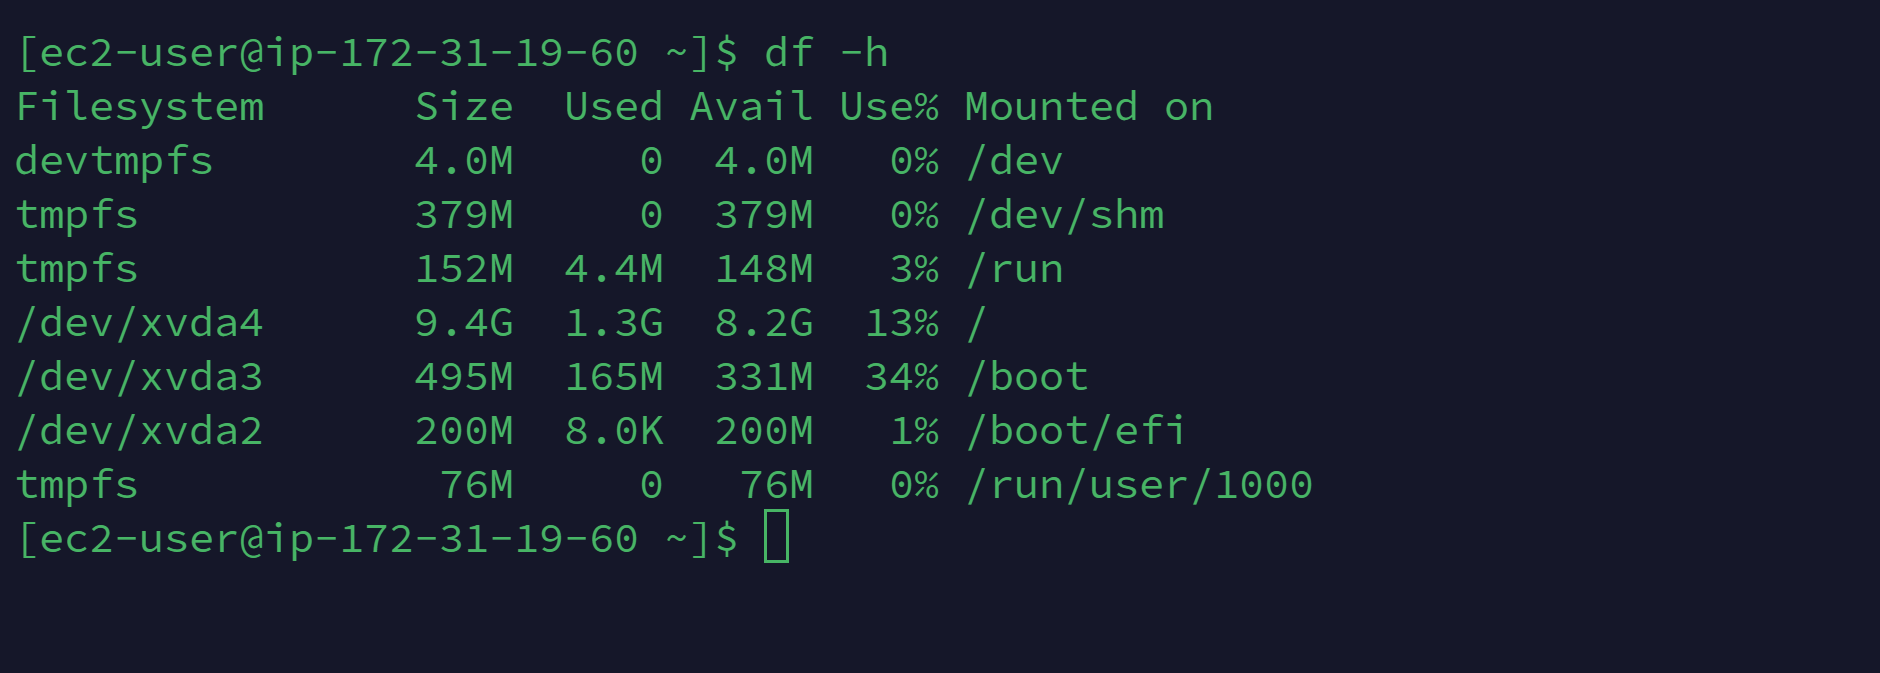 [ec2-user@ip-172-31-19-60 ~]$ df -h
Filesystem      Size  Used Avail Use% Mounted on
devtmpfs        4.0M     0  4.0M   0% /dev
tmpfs           379M     0  379M   0% /dev/shm
tmpfs           152M  4.4M  148M   3% /run
/dev/xvda4      9.4G  1.3G  8.2G  13% /
/dev/xvda3      495M  165M  331M  34% /boot
/dev/xvda2      200M  8.0K  200M   1% /boot/efi
tmpfs            76M     0   76M   0% /run/user/1000
[ec2-user@ip-172-31-19-60 ~]$